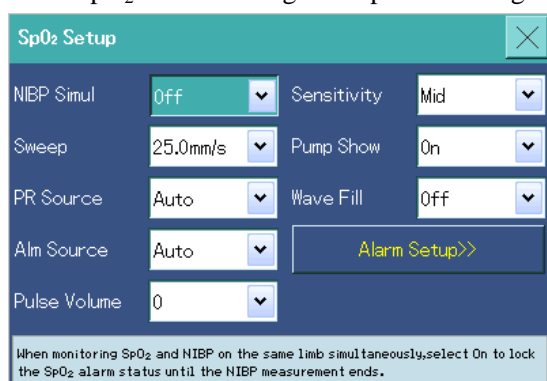 SpO₂ Setup
NIBP Simul Off Sensitivity Mid
Sweep 25.0mm/s Pump Show On
PR Source Auto Wave Fill Off
Alm Source Auto Alarm Setup>>
Pulse Volume 0
When monitoring SpO₂ and NIBP on the same limb simultaneously,select On to lock
the SpO₂ alarm status until the NIBP measurement ends.